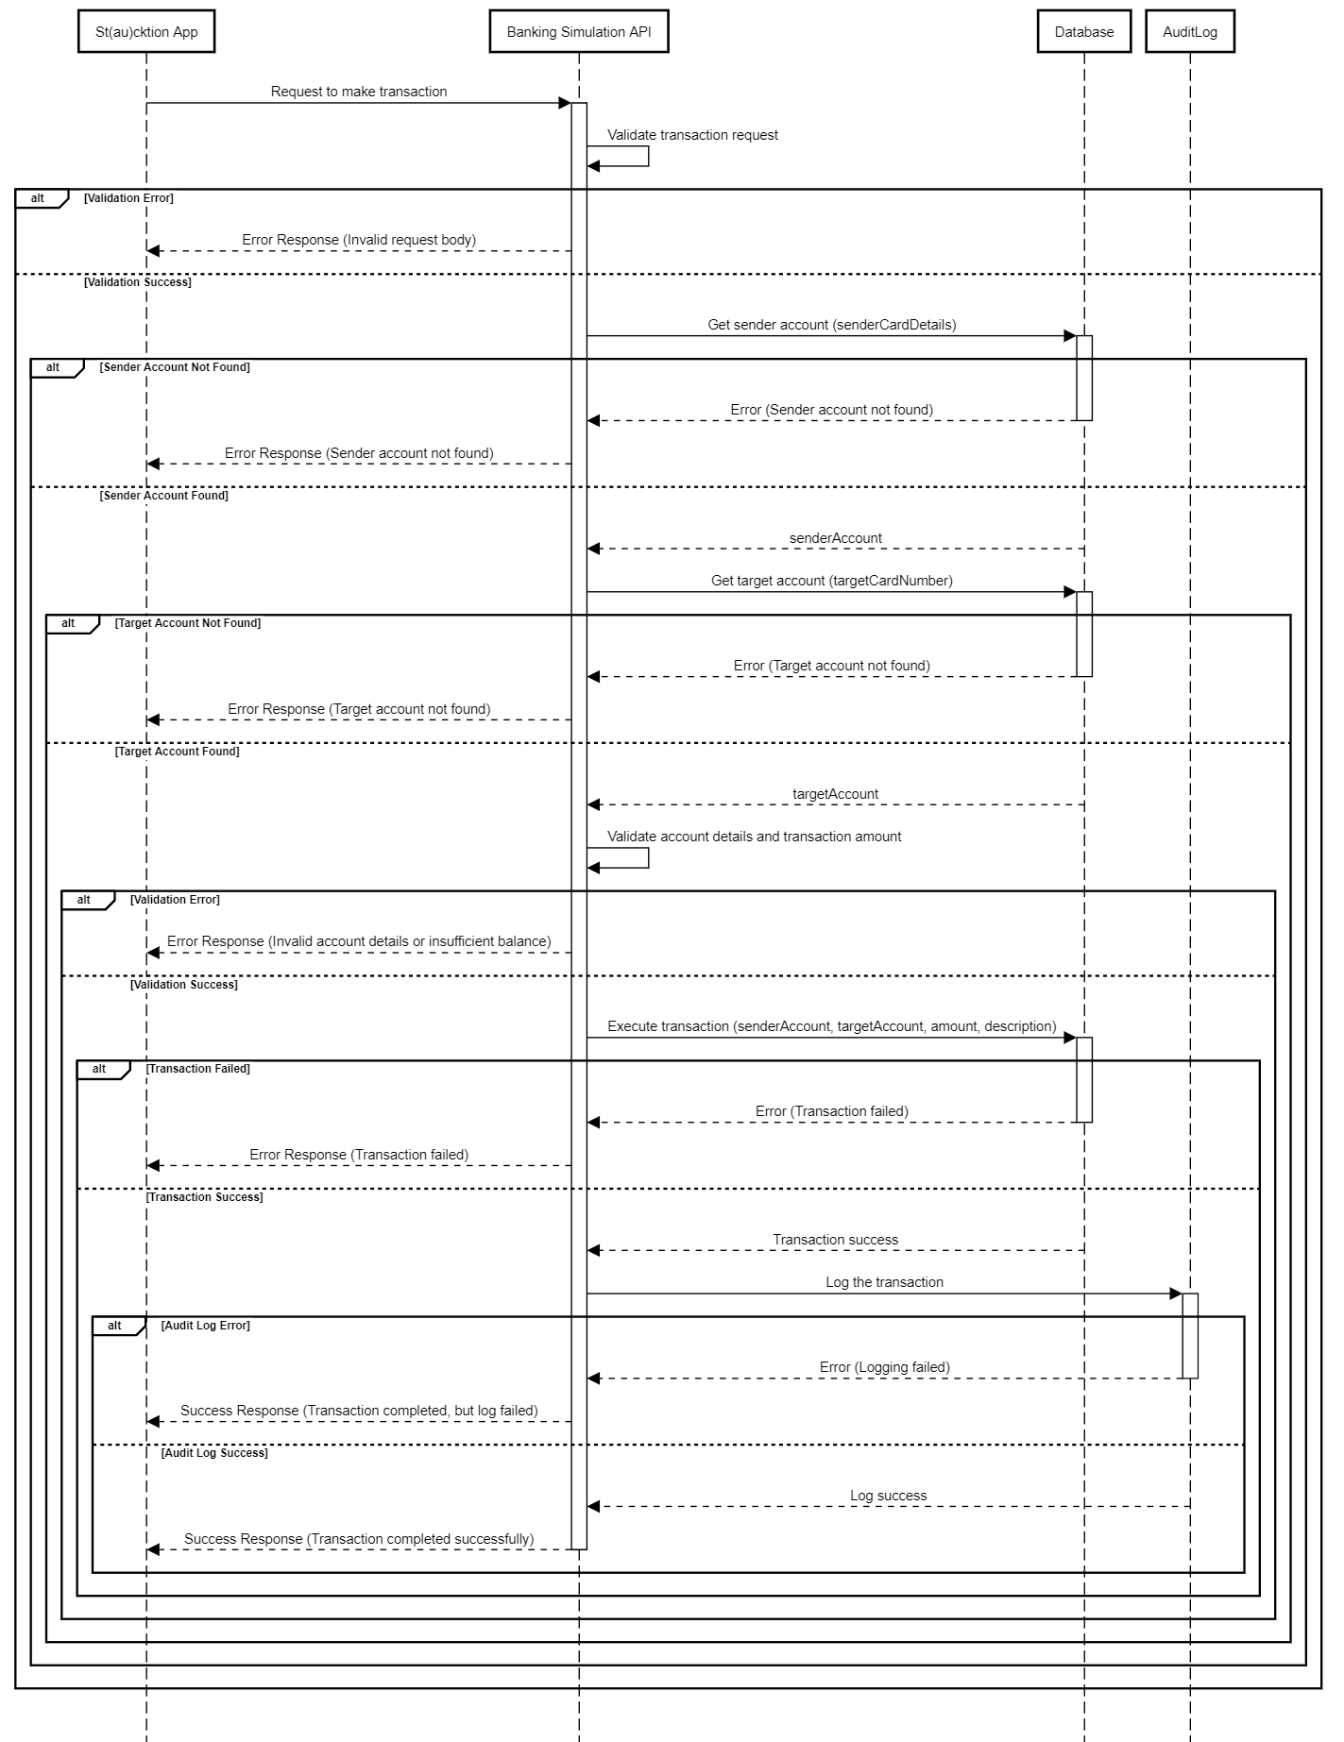 St(au)cktion App
Banking Simulation API
Database
AuditLog
Request to make transaction
Validate transaction request
alt
[Validation Error]
Error Response (Invalid request body)
[Validation Success]
Get sender account (senderCardDetails)
alt
[Sender Account Not Found]
Error (Sender account not found)
Error Response (Sender account not found)
[Sender Account Found]
senderAccount
Get target account (targetCardNumber)
alt
[Target Account Not Found]
Error (Target account not found)
Error Response (Target account not found)
[Target Account Found]
targetAccount
Validate account details and transaction amount
alt
[Validation Error]
Error Response (Invalid account details or insufficient balance)
[Validation Success]
Execute transaction (senderAccount, targetAccount, amount, description)
alt
[Transaction Failed]
Error (Transaction failed)
Error Response (Transaction failed)
[Transaction Success]
Transaction success
Log the transaction
alt
[Audit Log Error]
Error (Logging failed)
Success Response (Transaction completed, but log failed)
[Audit Log Success]
Log success
Success Response (Transaction completed successfully)